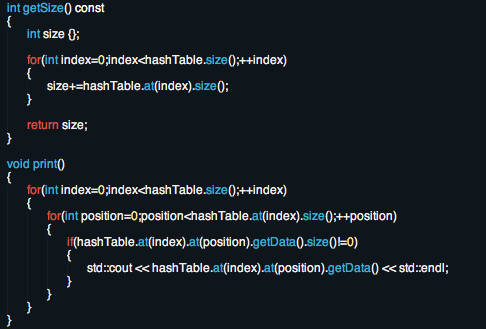 int getSize() const
{
int size {};
for(int index=0;index<hashTable.size();++index)
{
size+=hashTable.at(index).size();
}
return size;
}
void print()
{
for(int index=0;index<hashTable.size();++index)
{
for(int position=0;position<hashTable.at(index).size();++position)
{
if(hashTable.at(index).at(position).getData().size()!=0)
{
std::cout << hashTable.at(index).at(position).getData() << std::endl;
}
}
}
}